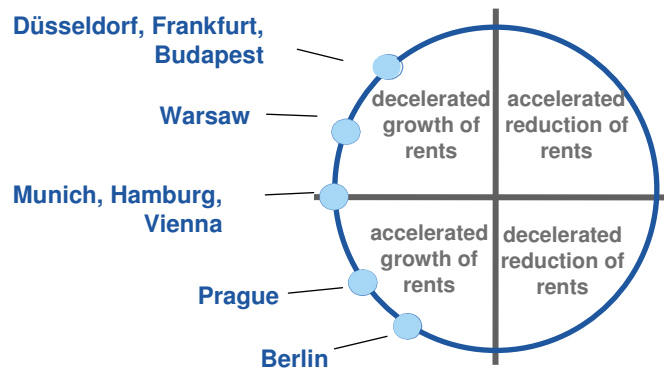 Düsseldorf, Frankfurt,
Budapest
decelerated
growth of
rents
accelerated
reduction of
rents
Warsaw
Munich, Hamburg,
Vienna
accelerated
growth of
rents
decelerated
reduction of
rents
Prague
Berlin